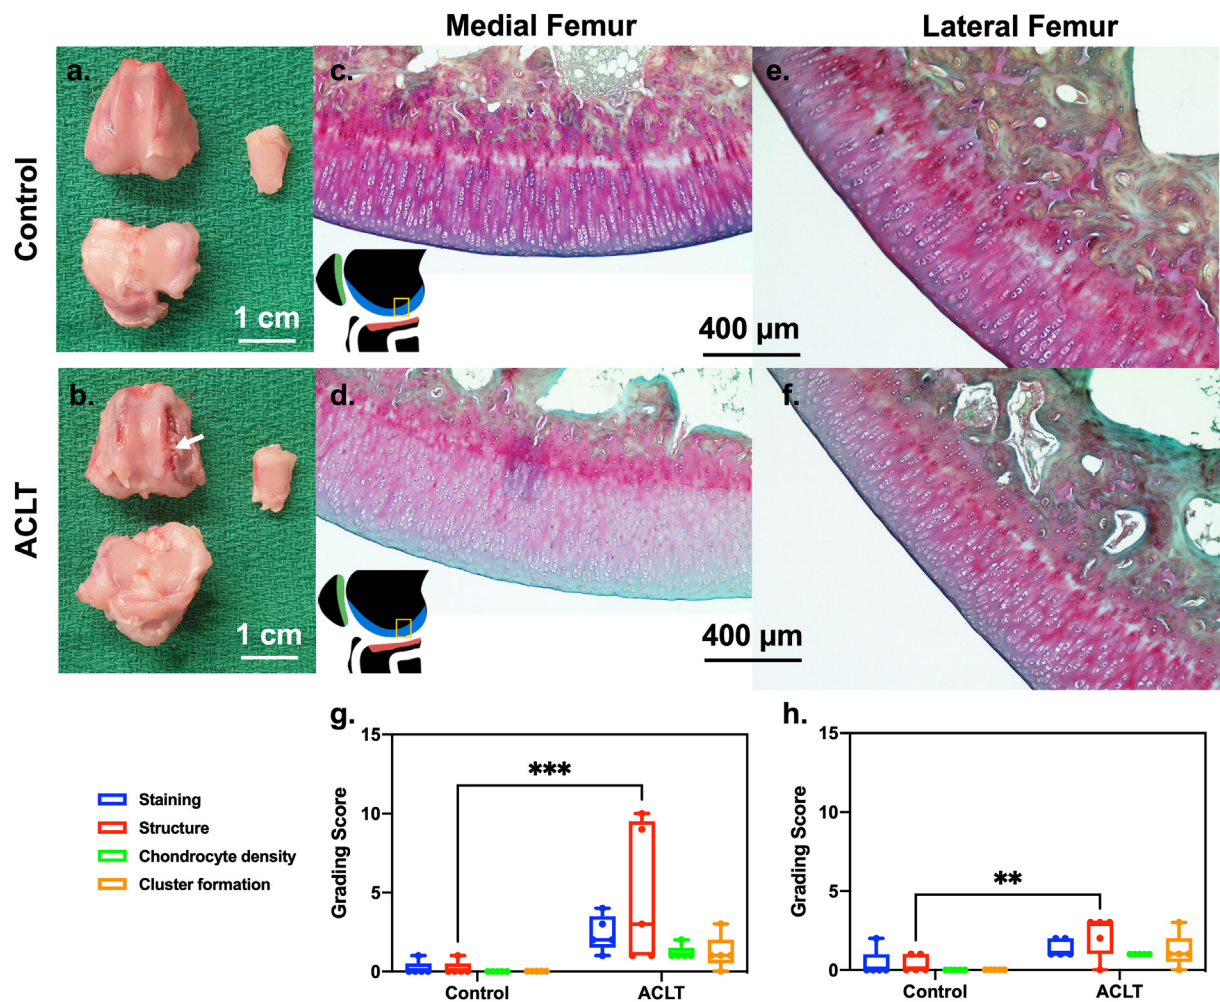 Medial Femur
Lateral Femur
Control
a.
c.
e.
1 cm
400 µm
ACLT
b.
d.
f.
1 cm
400 µm
g.
h.
Staining
Structure
Chondrocyte density
Cluster formation
Grading Score
15
10
5
0
***
Control
ACLT
Grading Score
15
10
5
0
**
Control
ACLT